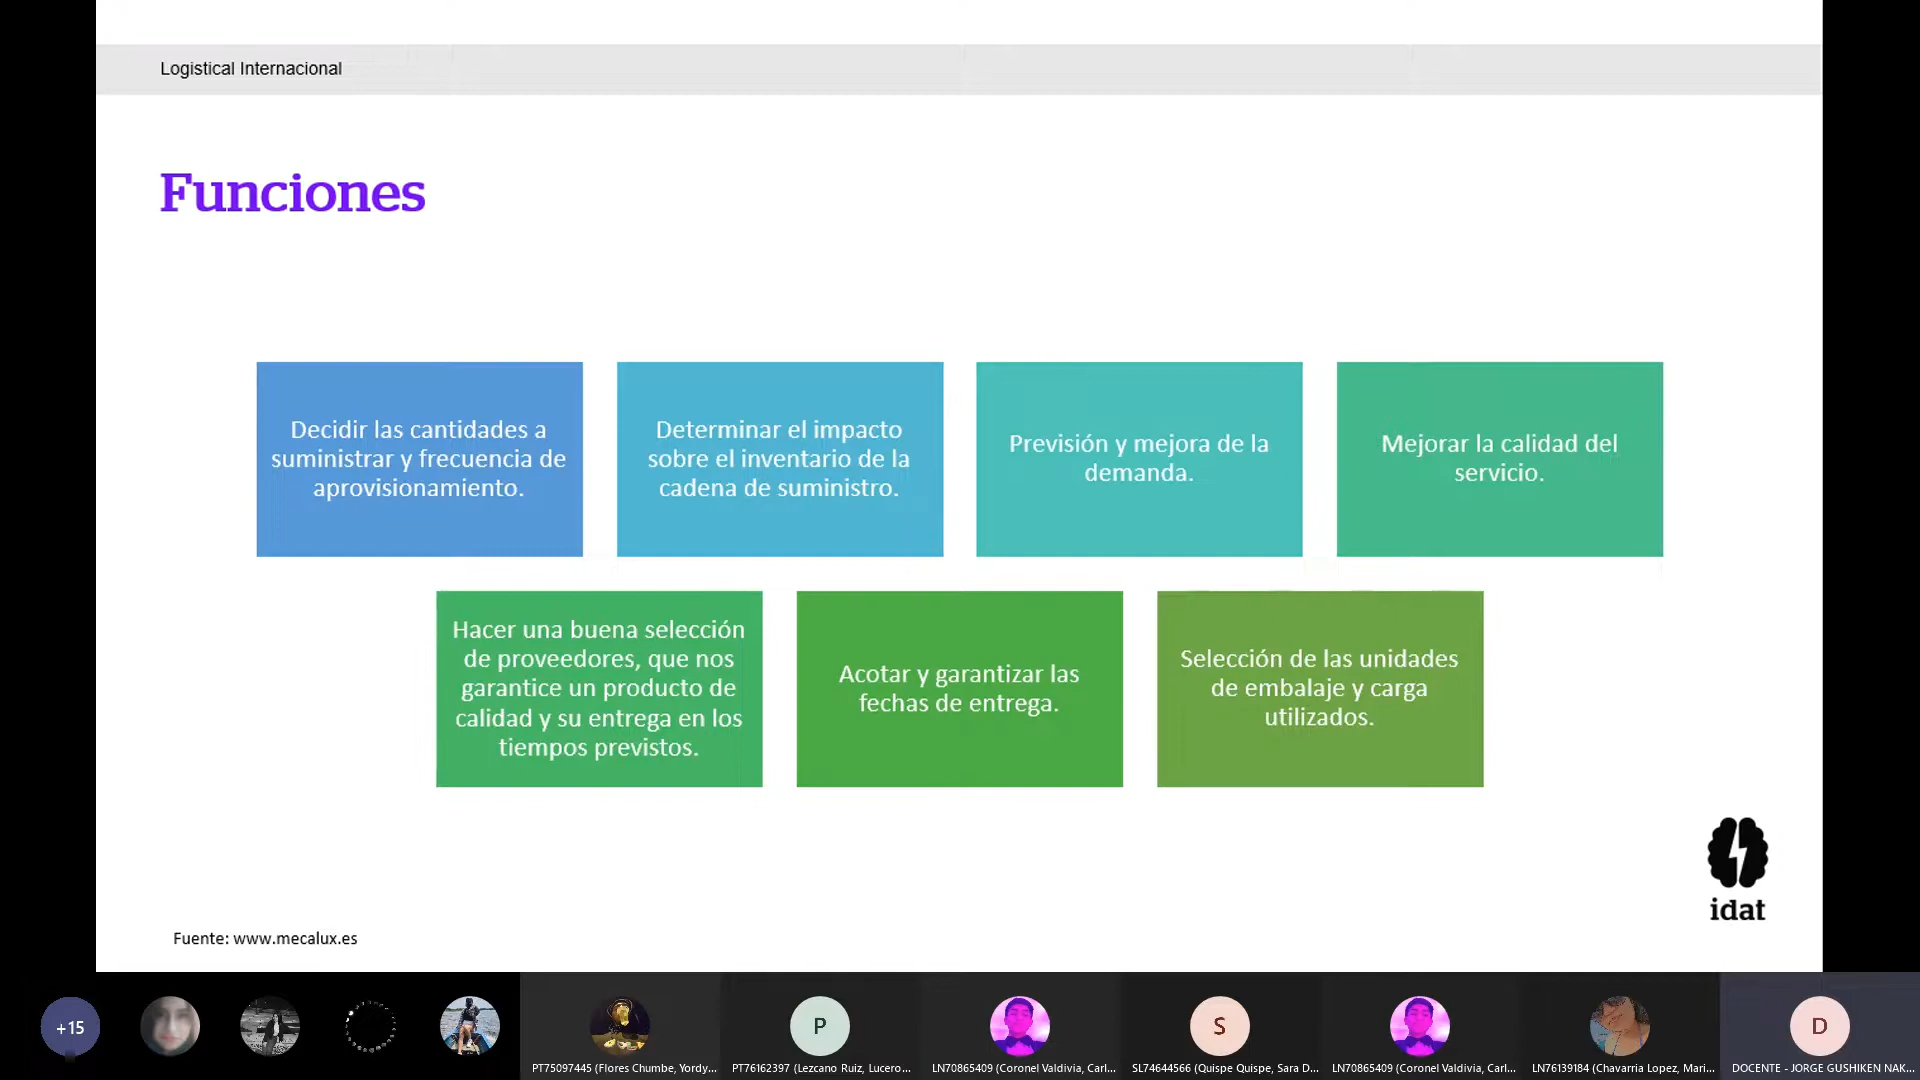 Logistical Internacional
Funciones
Decidir las cantidades a
suministrar y frecuencia de
aprovisionamiento.
Determinar el impacto
sobre el inventario de la
cadena de suministro.
Previsión y mejora de la
demanda.
Mejorar la calidad del
servicio.
Hacer una buena selección
de proveedores, que nos
garantice un producto de
calidad y su entrega en los
tiempos previstos.
Acotar y garantizar las
fechas de entrega.
Selección de las unidades
de embalaje y carga
utilizados.
idat
Fuente: www.mecalux.es
+15
P
S
D
PT75097445 (Flores Chumbe, Yordy...
PT76162397 (Lezcano Ruiz, Lucero...
LN70865409 (Coronel Valdivia, Carl...
SL74644566 (Quispe Quispe, Sara D...
LN70865409 (Coronel Valdivia, Carl...
LN76139184 (Chavarria Lopez, Mari...
DOCENTE - JORGE GUSHIKEN NAK...